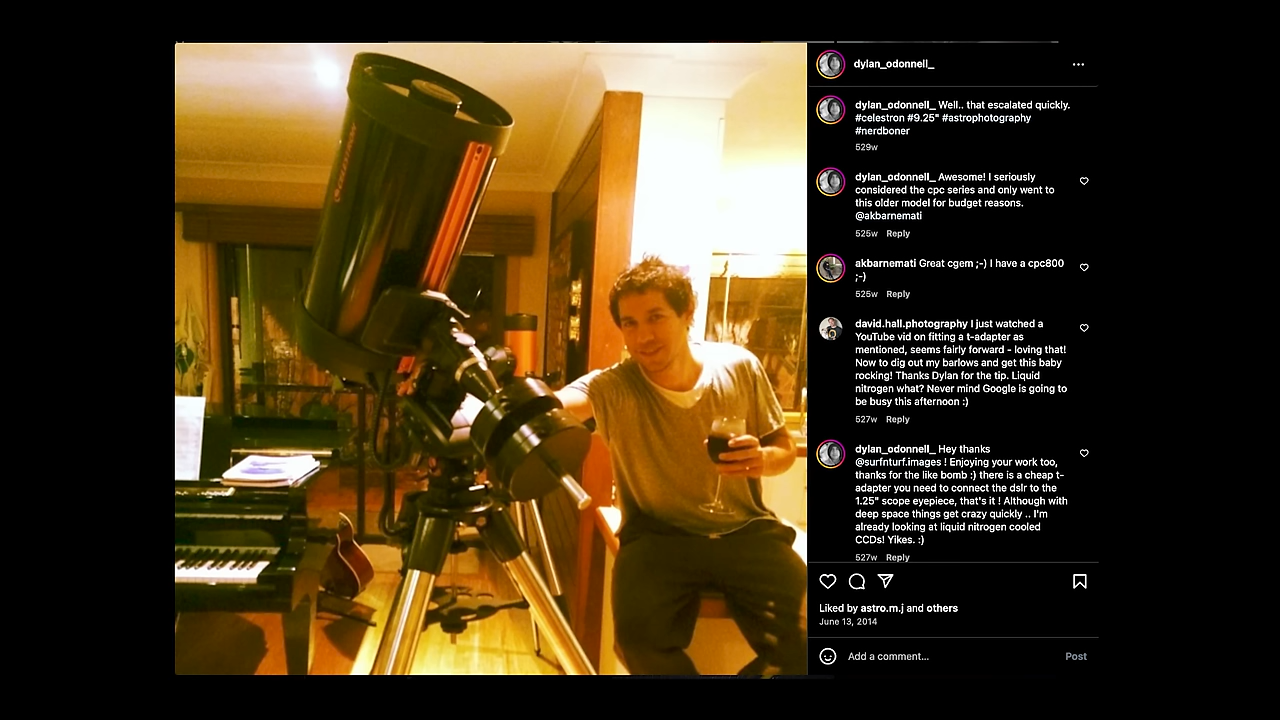 CELESTRON
dylan_odonnell_
dylan_odonnell_ Well.. that escalated quickly.
#celestron #9.25" #astrophotography
#nerdboner
529w
dylan_odonnell_ Awesome! I seriously
considered the cpc series and only went to
this older model for budget reasons.
@akbarnemati
525w Reply
akbarnemati Great cgem ;-) I have a cpc800
;-)
525w Reply
david.hall.photography I just watched a
YouTube vid on fitting a t-adapter as
mentioned, seems fairly forward - loving that!
Now to dig out my barlows and get this baby
rocking! Thanks Dylan for the tip. Liquid
nitrogen what? Never mind Google is going to
be busy this afternoon :)
527w Reply
dylan_odonnell_ Hey thanks
@surfnturf.images ! Enjoying your work too,
thanks for the like bomb :) there is a cheap t-
adapter you need to connect the dslr to the
1.25" scope eyepiece, that's it ! Although with
deep space things get crazy quickly .. I'm
already looking at liquid nitrogen cooled
CCDs! Yikes. :)
527w Reply
Liked by astro.m.j and others
June 13, 2014
Add a comment...
Post